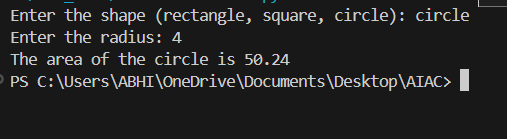 Enter the shape (rectangle, square, circle): circle
Enter the radius: 4
The area of the circle is 50.24
PS C:\Users\ABHI\OneDrive\Documents\Desktop\AIAC>